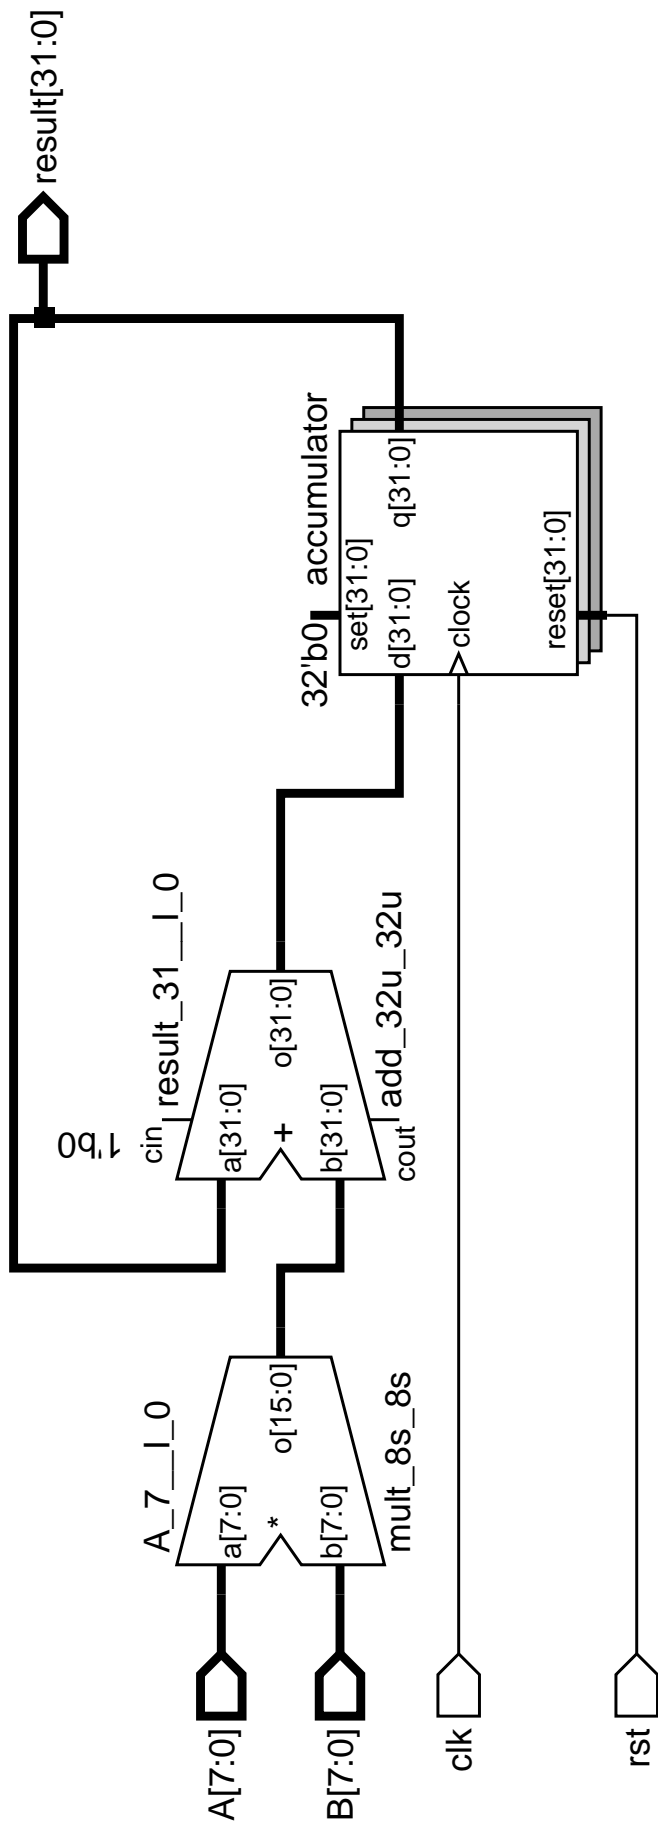 A[7:0]
B[7:0]
clk
rst
A_7__I_0
a[7:0]
*
b[7:0]
o[15:0]
mult_8s_8s
1'b0
cin
result_31__I_0
a[31:0]
+
b[31:0]
o[31:0]
cout
add_32u_32u
32'b0
accumulator
set[31:0]
d[31:0]
q[31:0]
clock
reset[31:0]
result[31:0]